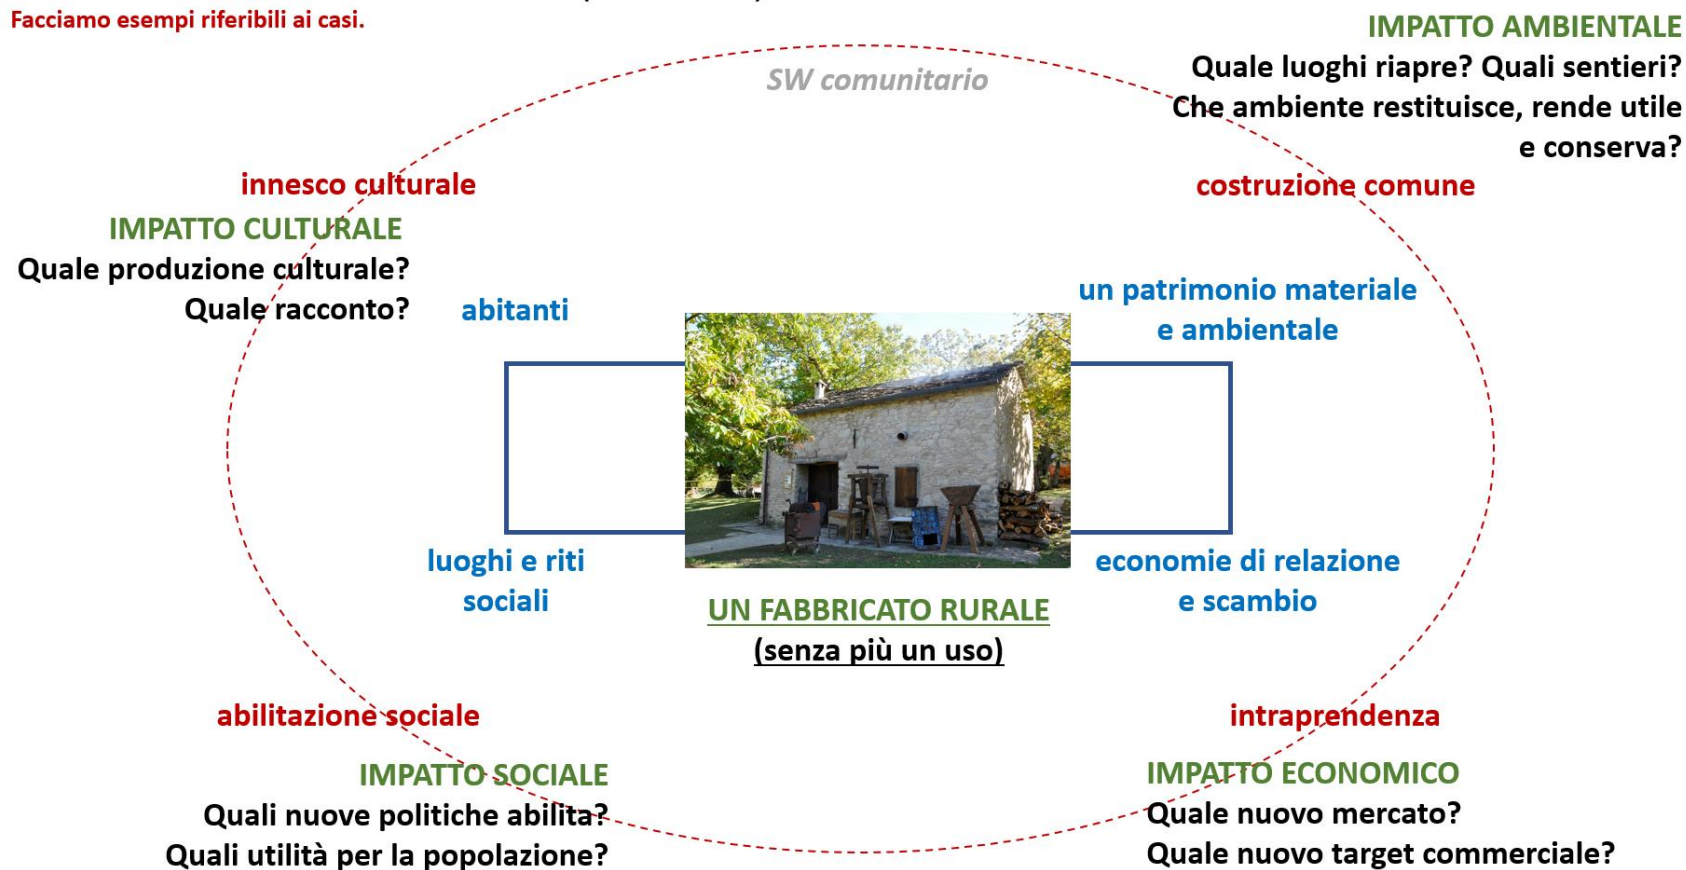 Facciamo esempi riferibili ai casi.
IMPATTO AMBIENTALE
Quale luoghi riapre? Quali sentieri?
Che ambiente restituisce, rende utile
e conserva?
SW comunitario
innesco culturale
costruzione comune
IMPATTO CULTURALE
Quale produzione culturale?
Quale racconto?
abitanti
un patrimonio materiale
e ambientale
luoghi e riti
sociali
economie di relazione
e scambio
UN FABBRICATO RURALE
(senza più un uso)
abilitazione sociale
intraprendenza
IMPATTO SOCIALE
Quali nuove politiche abilita?
Quali utilità per la popolazione?
IMPATTO ECONOMICO
Quale nuovo mercato?
Quale nuovo target commerciale?